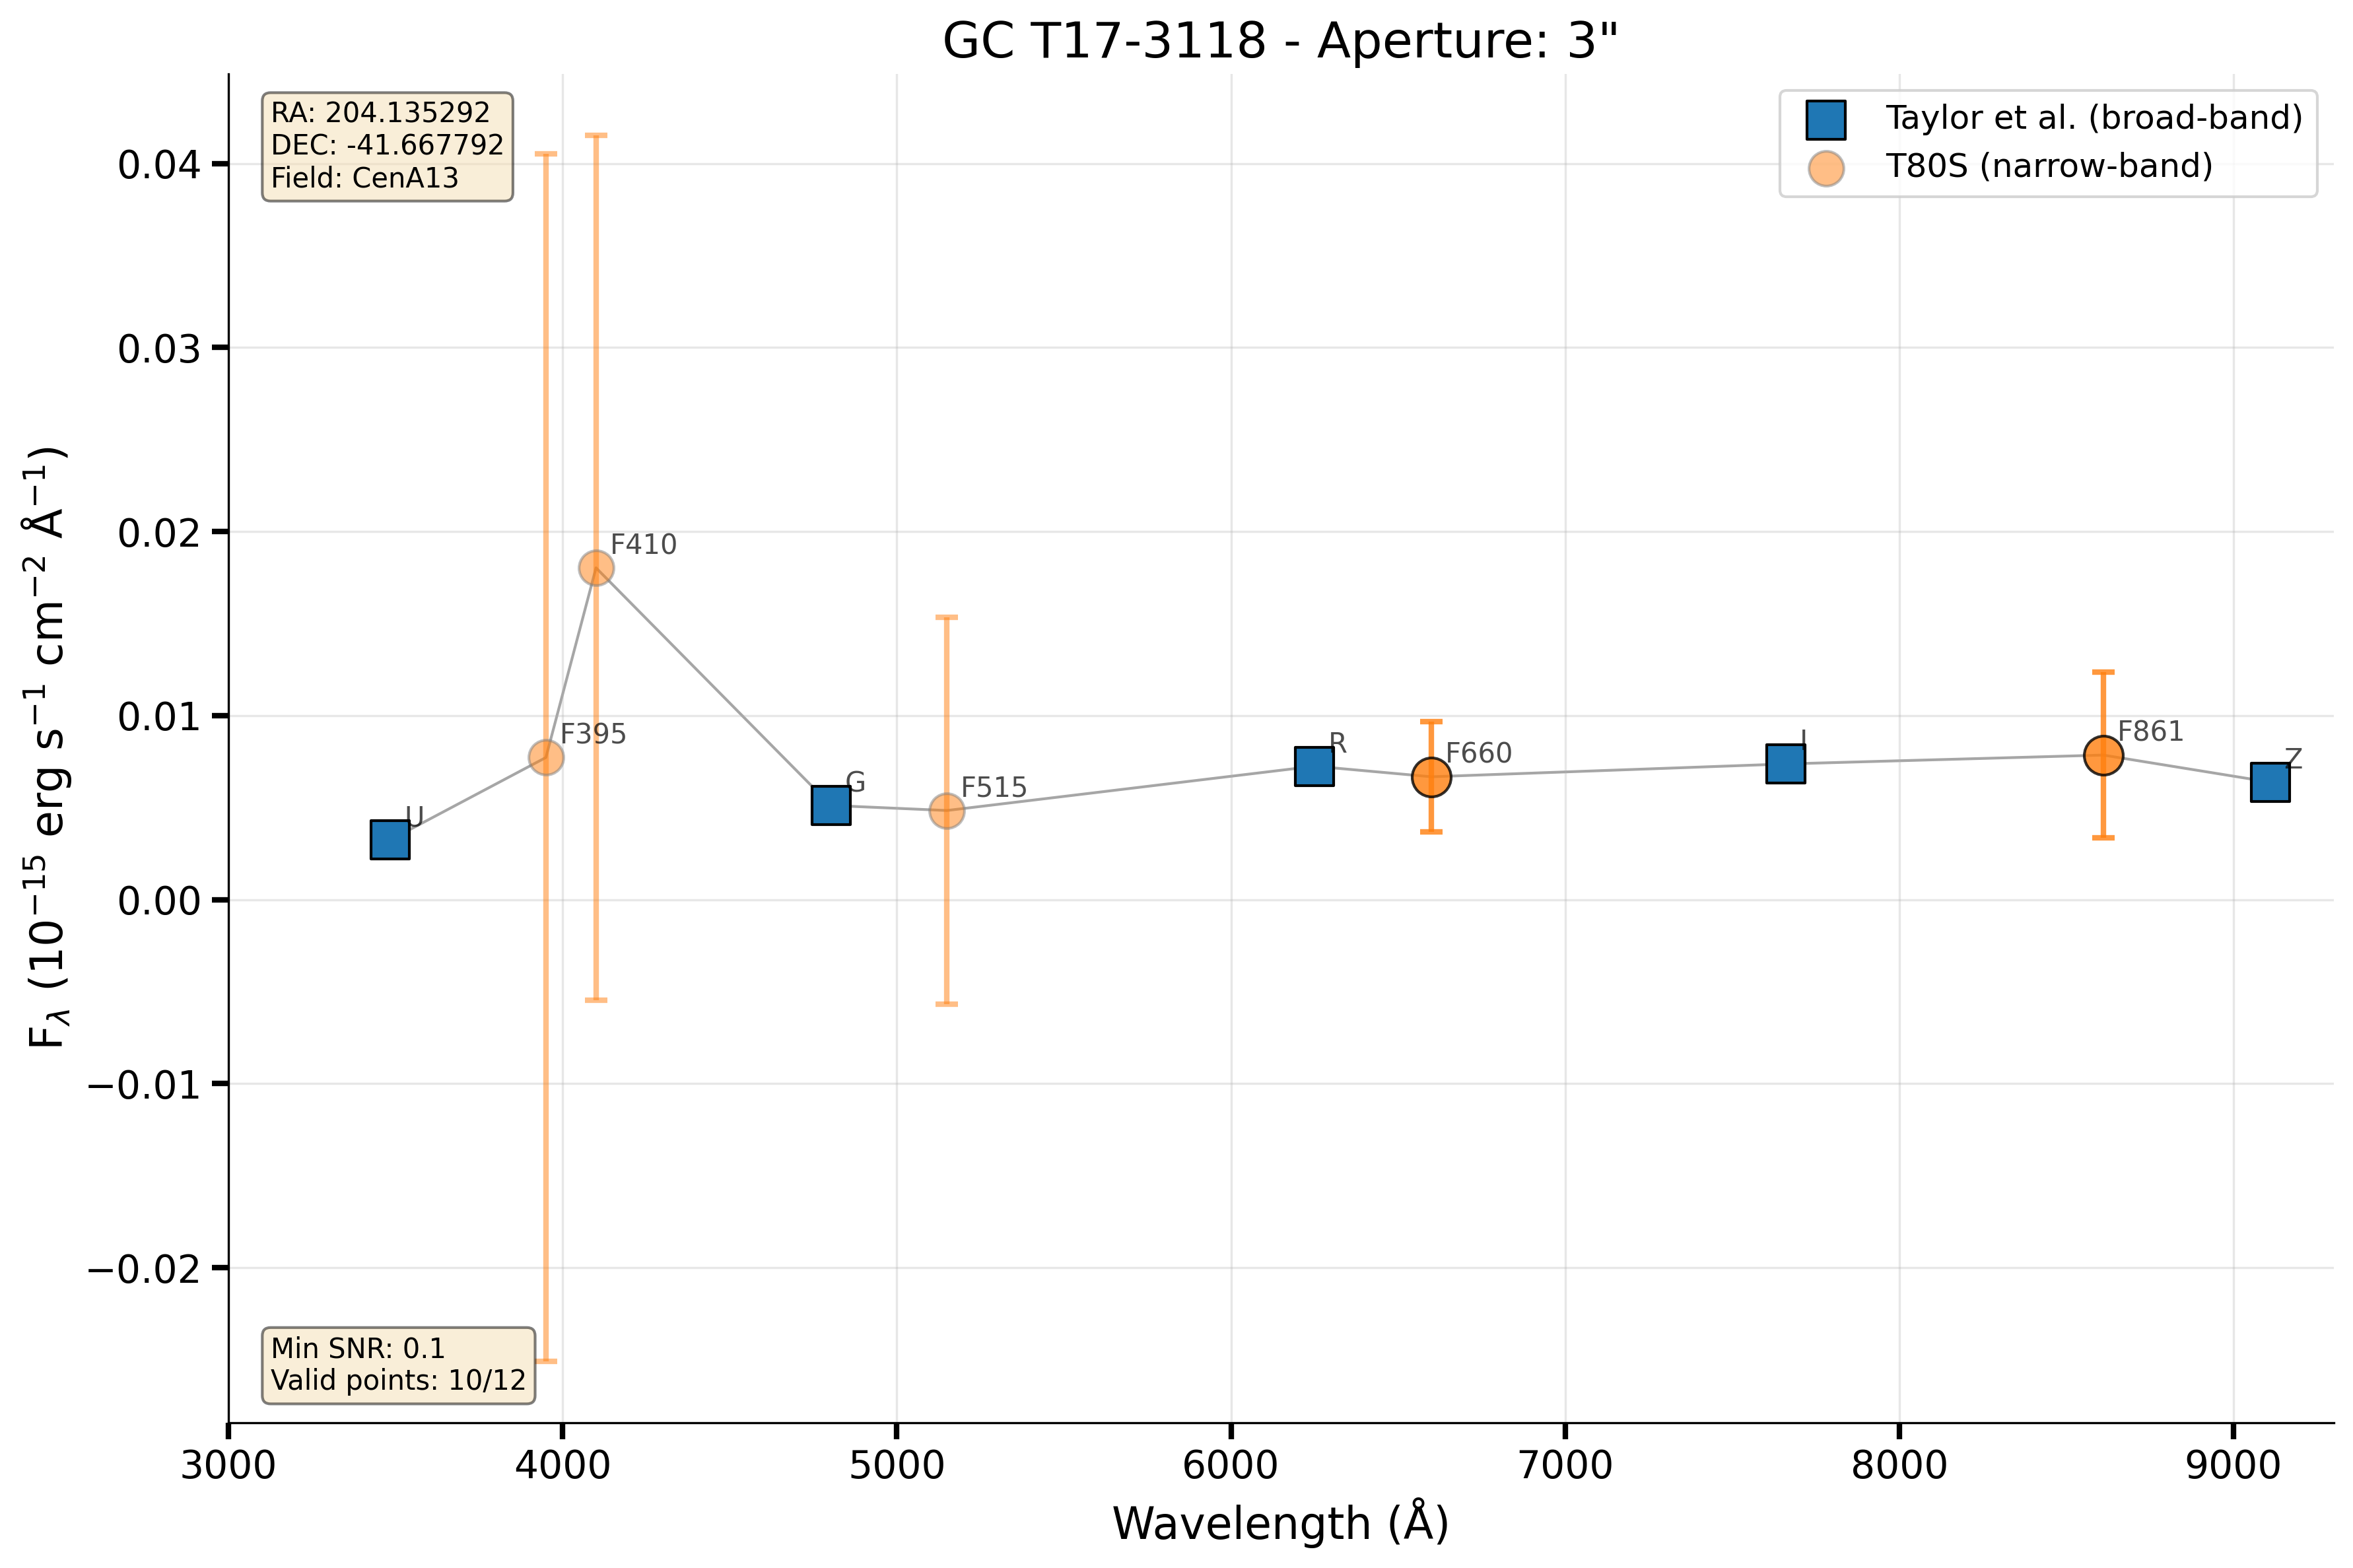 GC T17-3118 - Aperture: 3"
RA: 204.135292
DEC: -41.667792
Field: CenA13
Taylor et al. (broad-band)
T80S (narrow-band)
0.04
0.03
0.02
0.01
0.00
−0.01
−0.02
F_λ (10⁻¹⁵ erg s⁻¹ cm⁻² Å⁻¹)
U
F395
F410
G
F515
R
F660
I
F861
Z
Min SNR: 0.1
Valid points: 10/12
3000 4000 5000 6000 7000 8000 9000
Wavelength (Å)